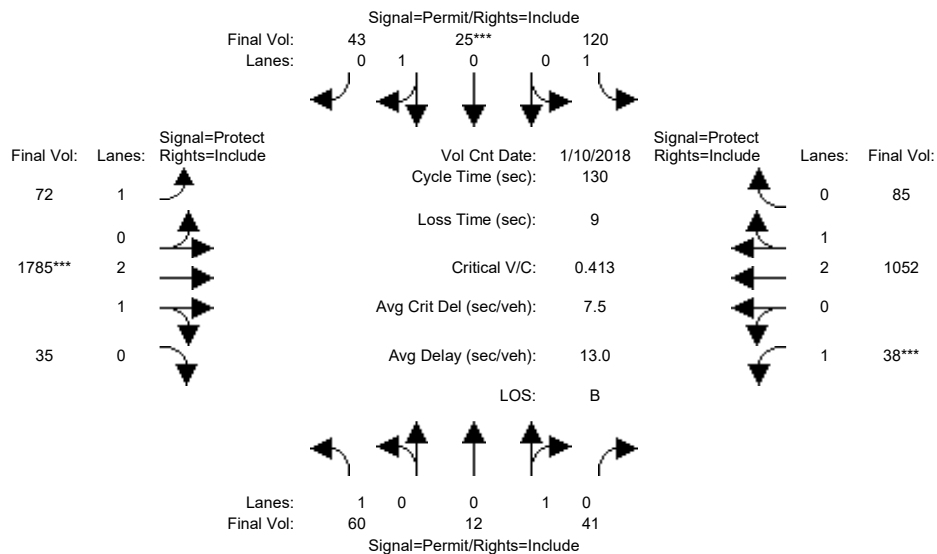 Signal=Permit/Rights=Include
Final Vol: 43 25*** 120
Lanes: 0 1 0 0 1
Signal=Protect
Final Vol: Lanes: Rights=Include
Vol Cnt Date: 1/10/2018
Signal=Protect
Rights=Include Lanes: Final Vol:
Cycle Time (sec): 130
72 1
0 85
Loss Time (sec): 9
0
1
1785*** 2
Critical V/C: 0.413
2 1052
1
Avg Crit Del (sec/veh): 7.5
0
35 0
Avg Delay (sec/veh): 13.0
1 38***
LOS: B
Lanes: 1 0 0 1 0
Final Vol: 60 12 41
Signal=Permit/Rights=Include